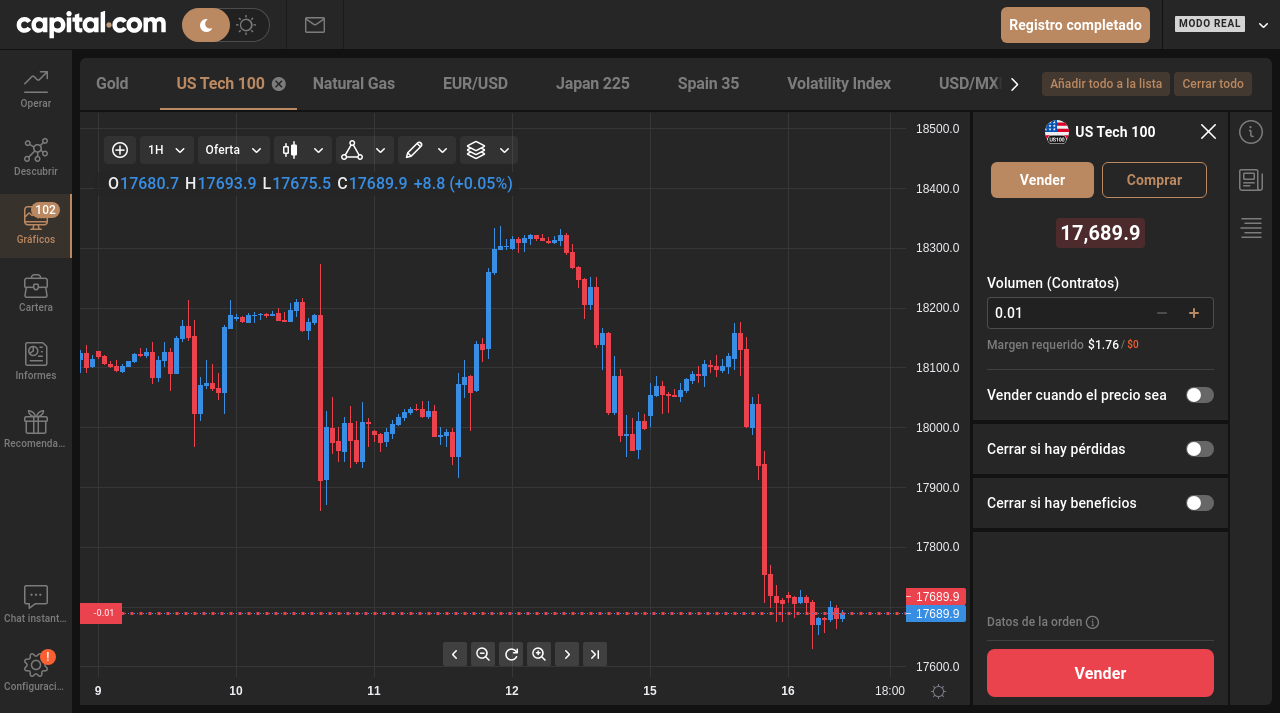 capital.com
Registro completado
MODO REAL
Operar
Descubrir
102
Gráficos
Cartera
Informes
Recomenda...
Chat instant...
!
Configuraci...
Gold
US Tech 100
Natural Gas
EUR/USD
Japan 225
Spain 35
Volatility Index
USD/MX
Añadir todo a la lista
Cerrar todo
1H
Oferta
O17680.7 H17693.9 L17675.5 C17689.9 +8.8 (+0.05%)
18500.0
18400.0
18300.0
18200.0
18100.0
18000.0
17900.0
17800.0
17689.9
-0.01
17689.9
17600.0
9
10
11
12
15
16
18:00
US100
US Tech 100
Vender
Comprar
17,689.9
Volumen (Contratos)
0.01
Margen requerido $1.76 / $0
Vender cuando el precio sea
Cerrar si hay pérdidas
Cerrar si hay beneficios
Datos de la orden
Vender